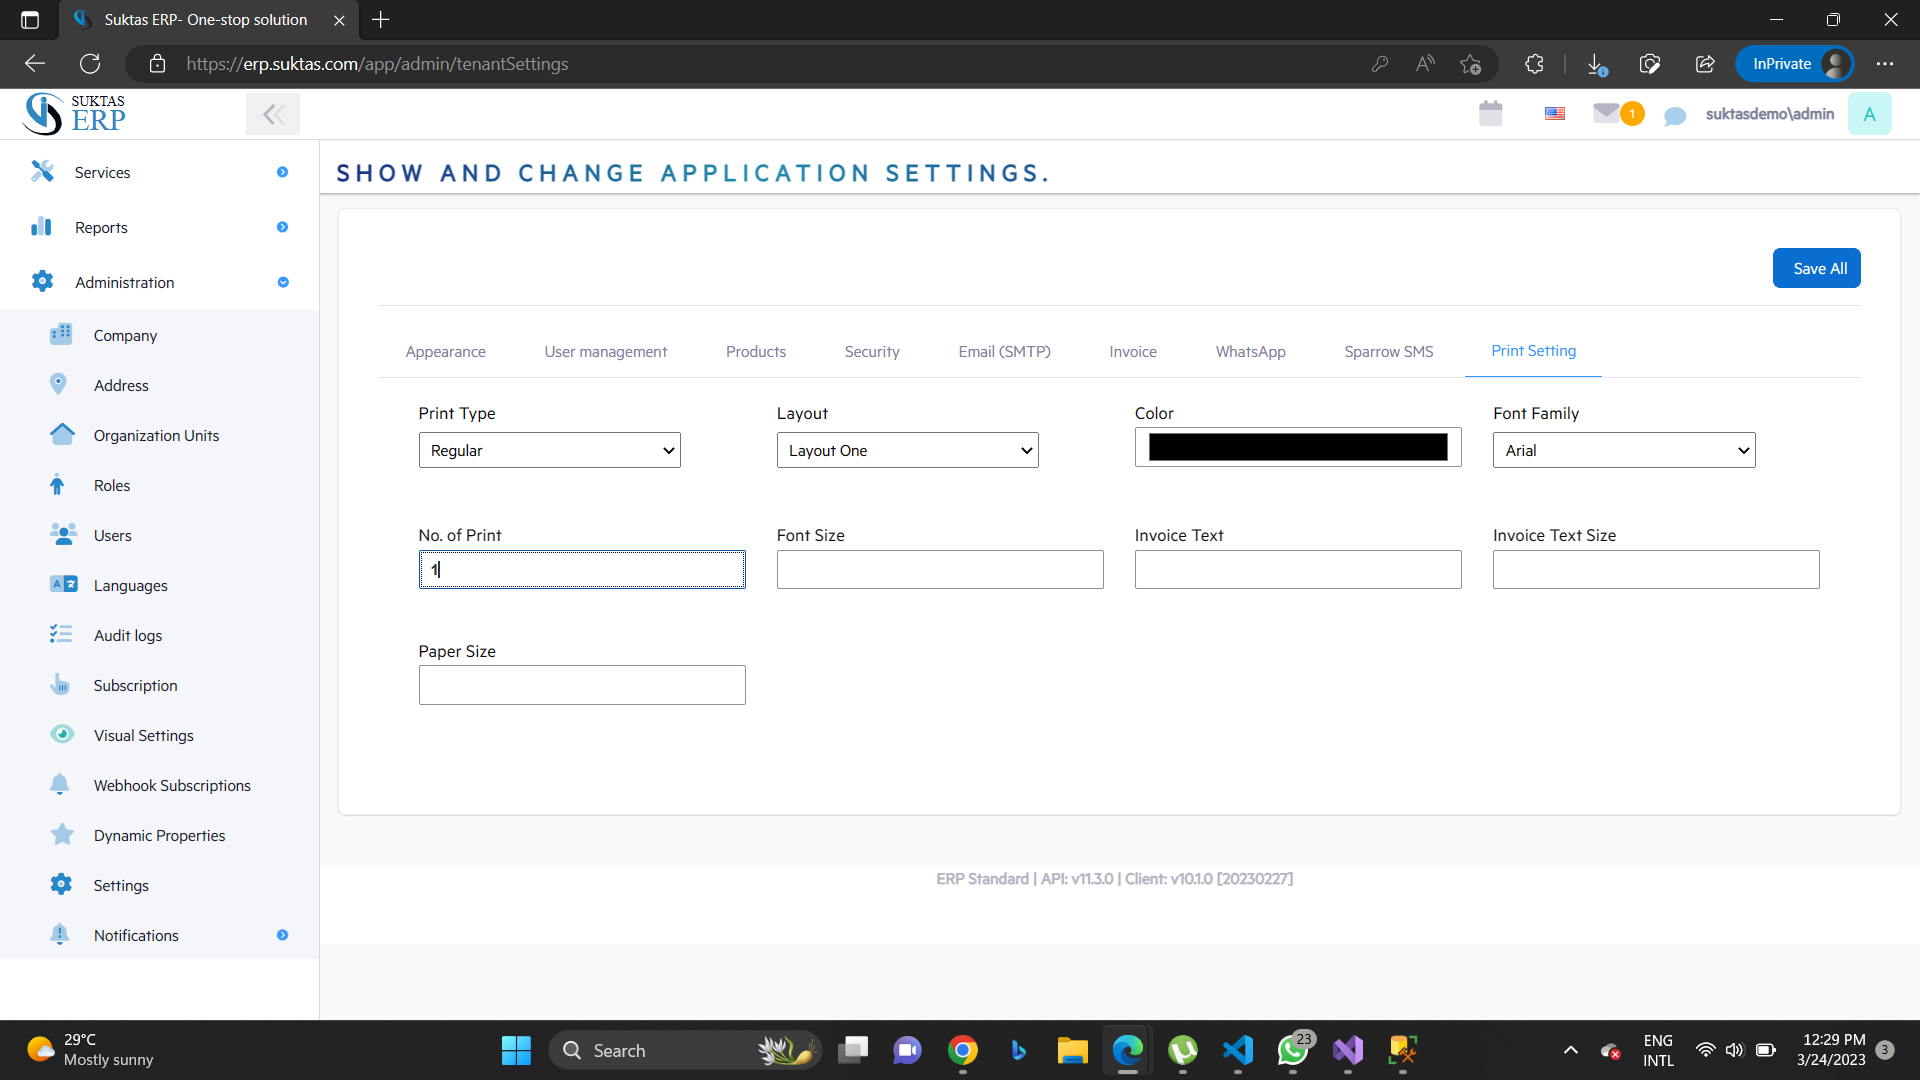 Suktas ERP- One-stop solution
https://erp.suktas.com/app/admin/tenantSettings
InPrivate
SUKTAS
ERP
1
suktasdemo\admin
A
Services
Reports
Administration
Company
Address
Organization Units
Roles
Users
Languages
Audit logs
Subscription
Visual Settings
Webhook Subscriptions
Dynamic Properties
Settings
Notifications
SHOW AND CHANGE APPLICATION SETTINGS.
Save All
Appearance User management Products Security Email (SMTP) Invoice WhatsApp Sparrow SMS Print Setting
Print Type Layout Color Font Family
Regular Layout One Arial
No. of Print Font Size Invoice Text Invoice Text Size
1
Paper Size
ERP Standard | API: v11.3.0 | Client: v10.1.0 [20230227]
29°C
Mostly sunny
Search
23
ENG
INTL
12:29 PM
3/24/2023
3